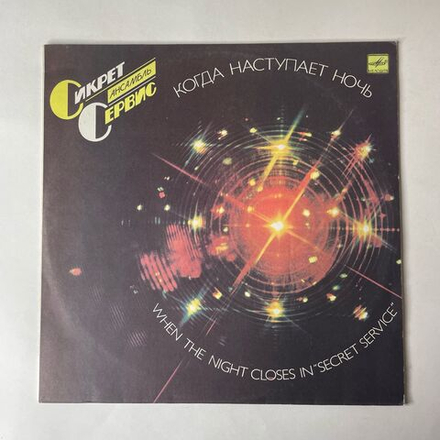 СИКРЕТ
АНСАМБЛЬ
СЕРВИС
КОГДА НАСТУПАЕТ НОЧЬ
WHEN THE NIGHT CLOSES IN "SECRET SERVICE"